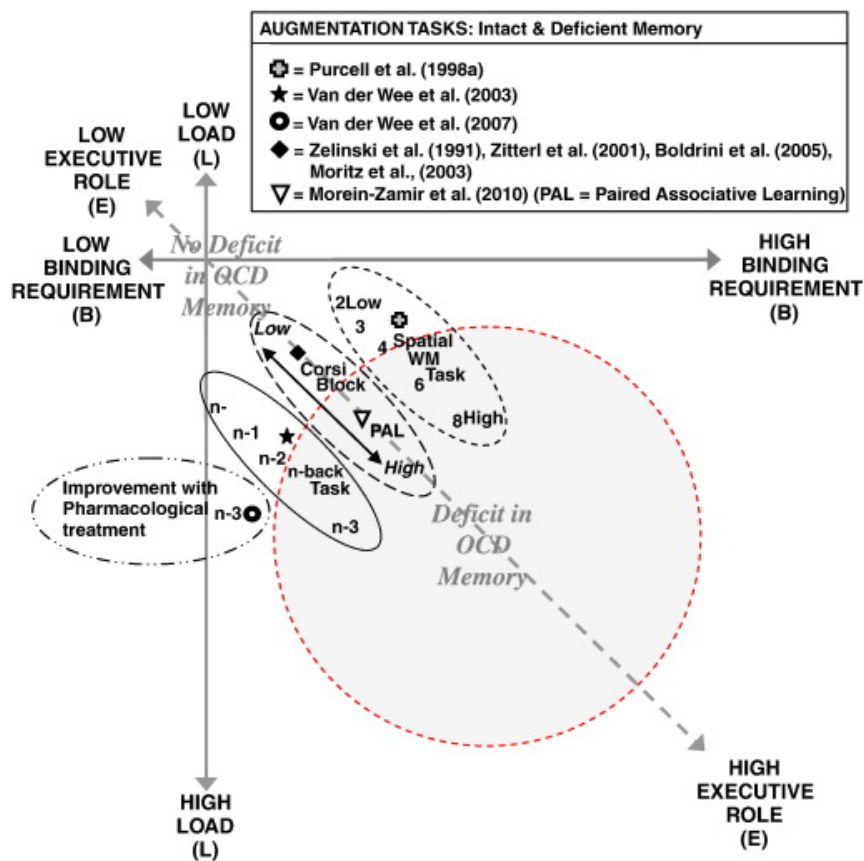 AUGMENTATION TASKS: Intact & Deficient Memory
= Purcell et al. (1998a)
= Van der Wee et al. (2003)
= Van der Wee et al. (2007)
= Zelinski et al. (1991), Zitterl et al. (2001), Boldrini et al. (2005),
Moritz et al., (2003)
= Morein-Zamir et al. (2010) (PAL = Paired Associative Learning)
LOW
LOAD
(L)
LOW
EXECUTIVE
ROLE
(E)
LOW
BINDING
REQUIREMENT
(B)
HIGH
BINDING
REQUIREMENT
(B)
No Deficit
in OCD
Memory
2Low
3
4 Spatial
WM
Task
6
8High
Low
Corsi
Block
PAL
High
n-
n-1
n-2
n-back
Task
n-3
Improvement with
Pharmacological
treatment
n-3
Deficit in
OCD
Memory
HIGH
LOAD
(L)
HIGH
EXECUTIVE
ROLE
(E)